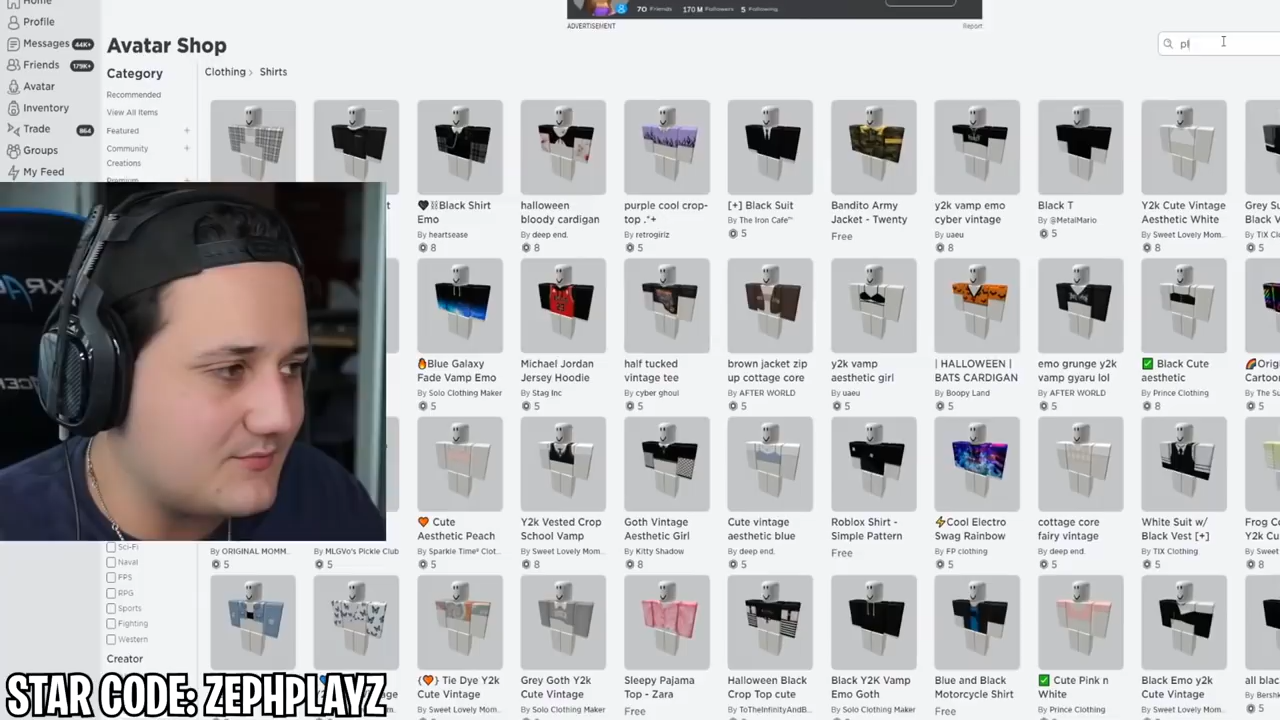 Home
70 Friends 170 M Followers 5 Following
ADVERTISEMENT
Report
Profile
Messages 44K+
Friends 179K+
Avatar
Inventory
Trade 864
Groups
My Feed
Avatar Shop
pl
Category
Recommended
View All Items
Featured +
Community +
Creations
Premium
Clothing > Shirts
Black Shirt
Emo
By heartsease
8
halloween
bloody cardigan
By deep end.
8
purple cool crop-
top .*+
By retrogirlz
5
[+] Black Suit
By The Iron Cafe™
5
Bandito Army
Jacket - Twenty
Free
y2k vamp emo
cyber vintage
By uaeu
8
Black T
By @MetalMario
5
Y2K Cute Vintage
Aesthetic White
By Sweet Lovely Mom...
8
Black
By TIX C
5
Blue Galaxy
Fade Vamp Emo
By Solo Clothing Maker
5
Michael Jordan
Jersey Hoodie
By Stag Inc
5
half tucked
vintage tee
By cyber ghoul
5
brown jacket zip
up cottage core
By AFTER WORLD
5
y2k vamp
aesthetic girl
By uaeu
5
| HALLOWEEN |
BATS CARDIGAN
By Boopy Land
5
emo grunge y2k
vamp gyaru lol
By AFTER WORLD
5
Black Cute
aesthetic
By Prince Clothing
8
Cartoon
5
By ORIGINAL MOMM...
5
By MLGVo's Pickle Club
5
Cute
Aesthetic Peach
By Sparkle Time® Clot...
5
Y2k Vested Crop
School Vamp
By Sweet Lovely Mom...
8
Goth Vintage
Aesthetic Girl
By Kitty Shadow
8
Cute vintage
aesthetic blue
By deep end.
5
Roblox Shirt -
Simple Pattern
Free
Cool Electro
Swag Rainbow
By FP clothing
5
cottage core
fairy vintage
By deep end.
5
White Suit w/
Black Vest [+]
By TIX Clothing
5
Frog C
Y2k Cu
By Sweet
8
Sci-Fi
Naval
FPS
RPG
Sports
Fighting
Western
Creator
{ } Tie Dye Y2k
Cute Vintage
By Sweet Lovely Mom...
Grey Goth Y2K
Cute Vintage
By Solo Clothing Maker
Sleepy Pajama
Top - Zara
Free
Halloween Black
Crop Top cute
By ToTheInfinityAndB...
Black Y2K Vamp
Emo Goth
By Solo Clothing Maker
Blue and Black
Motorcycle Shirt
Free
Cute Pink n
White
By Prince Clothing
Black Emo y2k
Cute Vintage
By Sweet Lovely Mom...
all blac
5
STAR CODE: ZEPHPLAYZ